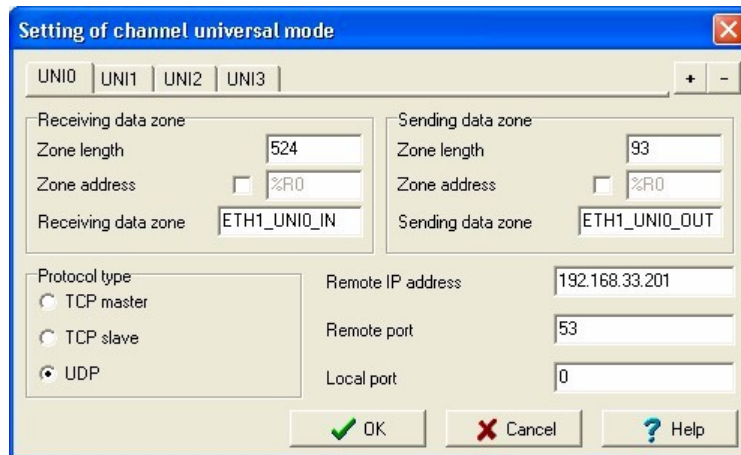 Setting of channel universal mode
UNI0 UNI1 UNI2 UNI3 + -
Receiving data zone
Zone length 524
Zone address %R0
Receiving data zone ETH1_UNI0_IN
Sending data zone
Zone length 93
Zone address %R0
Sending data zone ETH1_UNI0_OUT
Protocol type
TCP master
TCP slave
UDP
Remote IP address 192.168.33.201
Remote port 53
Local port 0
OK Cancel ? Help